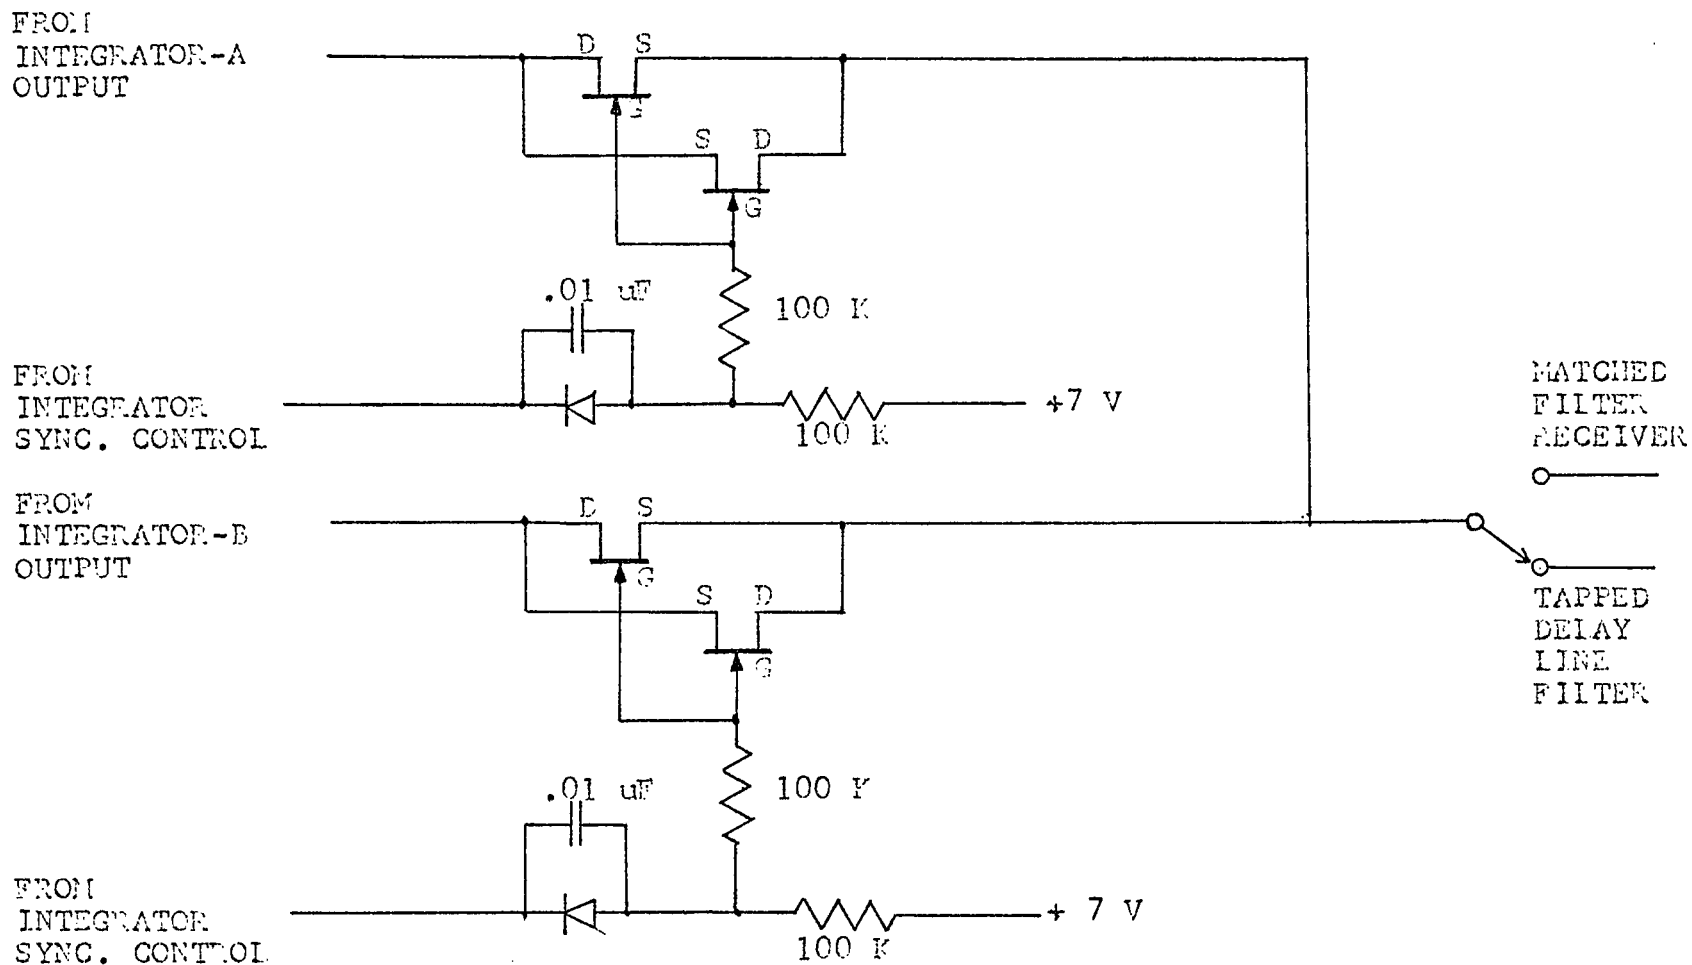 FROM
INTEGRATOR-A
OUTPUT
D S
G
S D
G
.01 uF
100 K
FROM
INTEGRATOR
SYNC. CONTROL
+7 V
100 K
MATCHED
FILTER
RECEIVER
FROM
INTEGRATOR-B
OUTPUT
D S
G
S D
G
TAPPED
DELAY
LINE
FILTER
.01 uF
100 K
FROM
INTEGRATOR
SYNC. CONTROL
+ 7 V
100 K